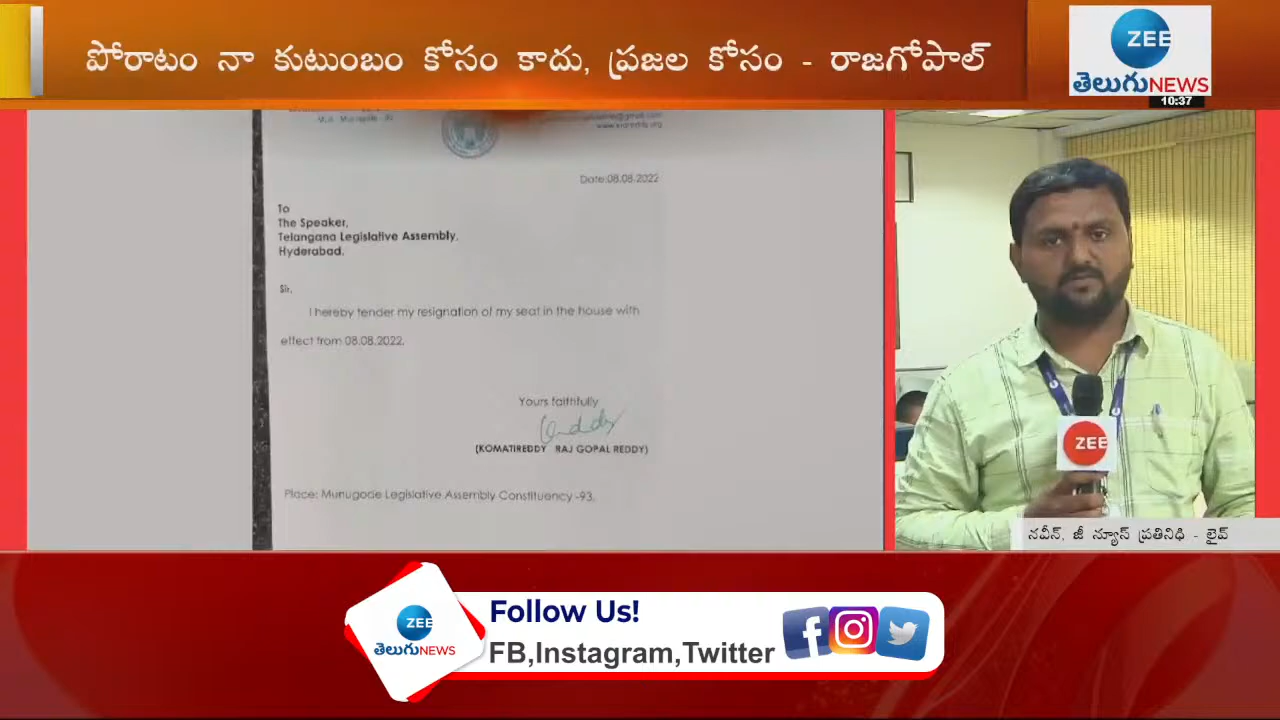 పోరాటం నా కుటుంబం కోసం కాదు, ప్రజల కోసం - రాజగోపాల్
ZEE
తెలుగు NEWS
10:37
Date:08.08.2022
To
The Speaker,
Telangana Legislative Assembly,
Hyderabad.
Sir,
I hereby tender my resignation of my seat in the house with
effect from 08.08.2022.
Yours faithfully
(KOMATIREDDY RAJ GOPAL REDDY)
Place: Munugode Legislative Assembly Constituency -93.
ZEE
నవీన్, జీ న్యూస్ ప్రతినిధి - లైవ్
ZEE
తెలుగు NEWS
Follow Us!
FB,Instagram,Twitter